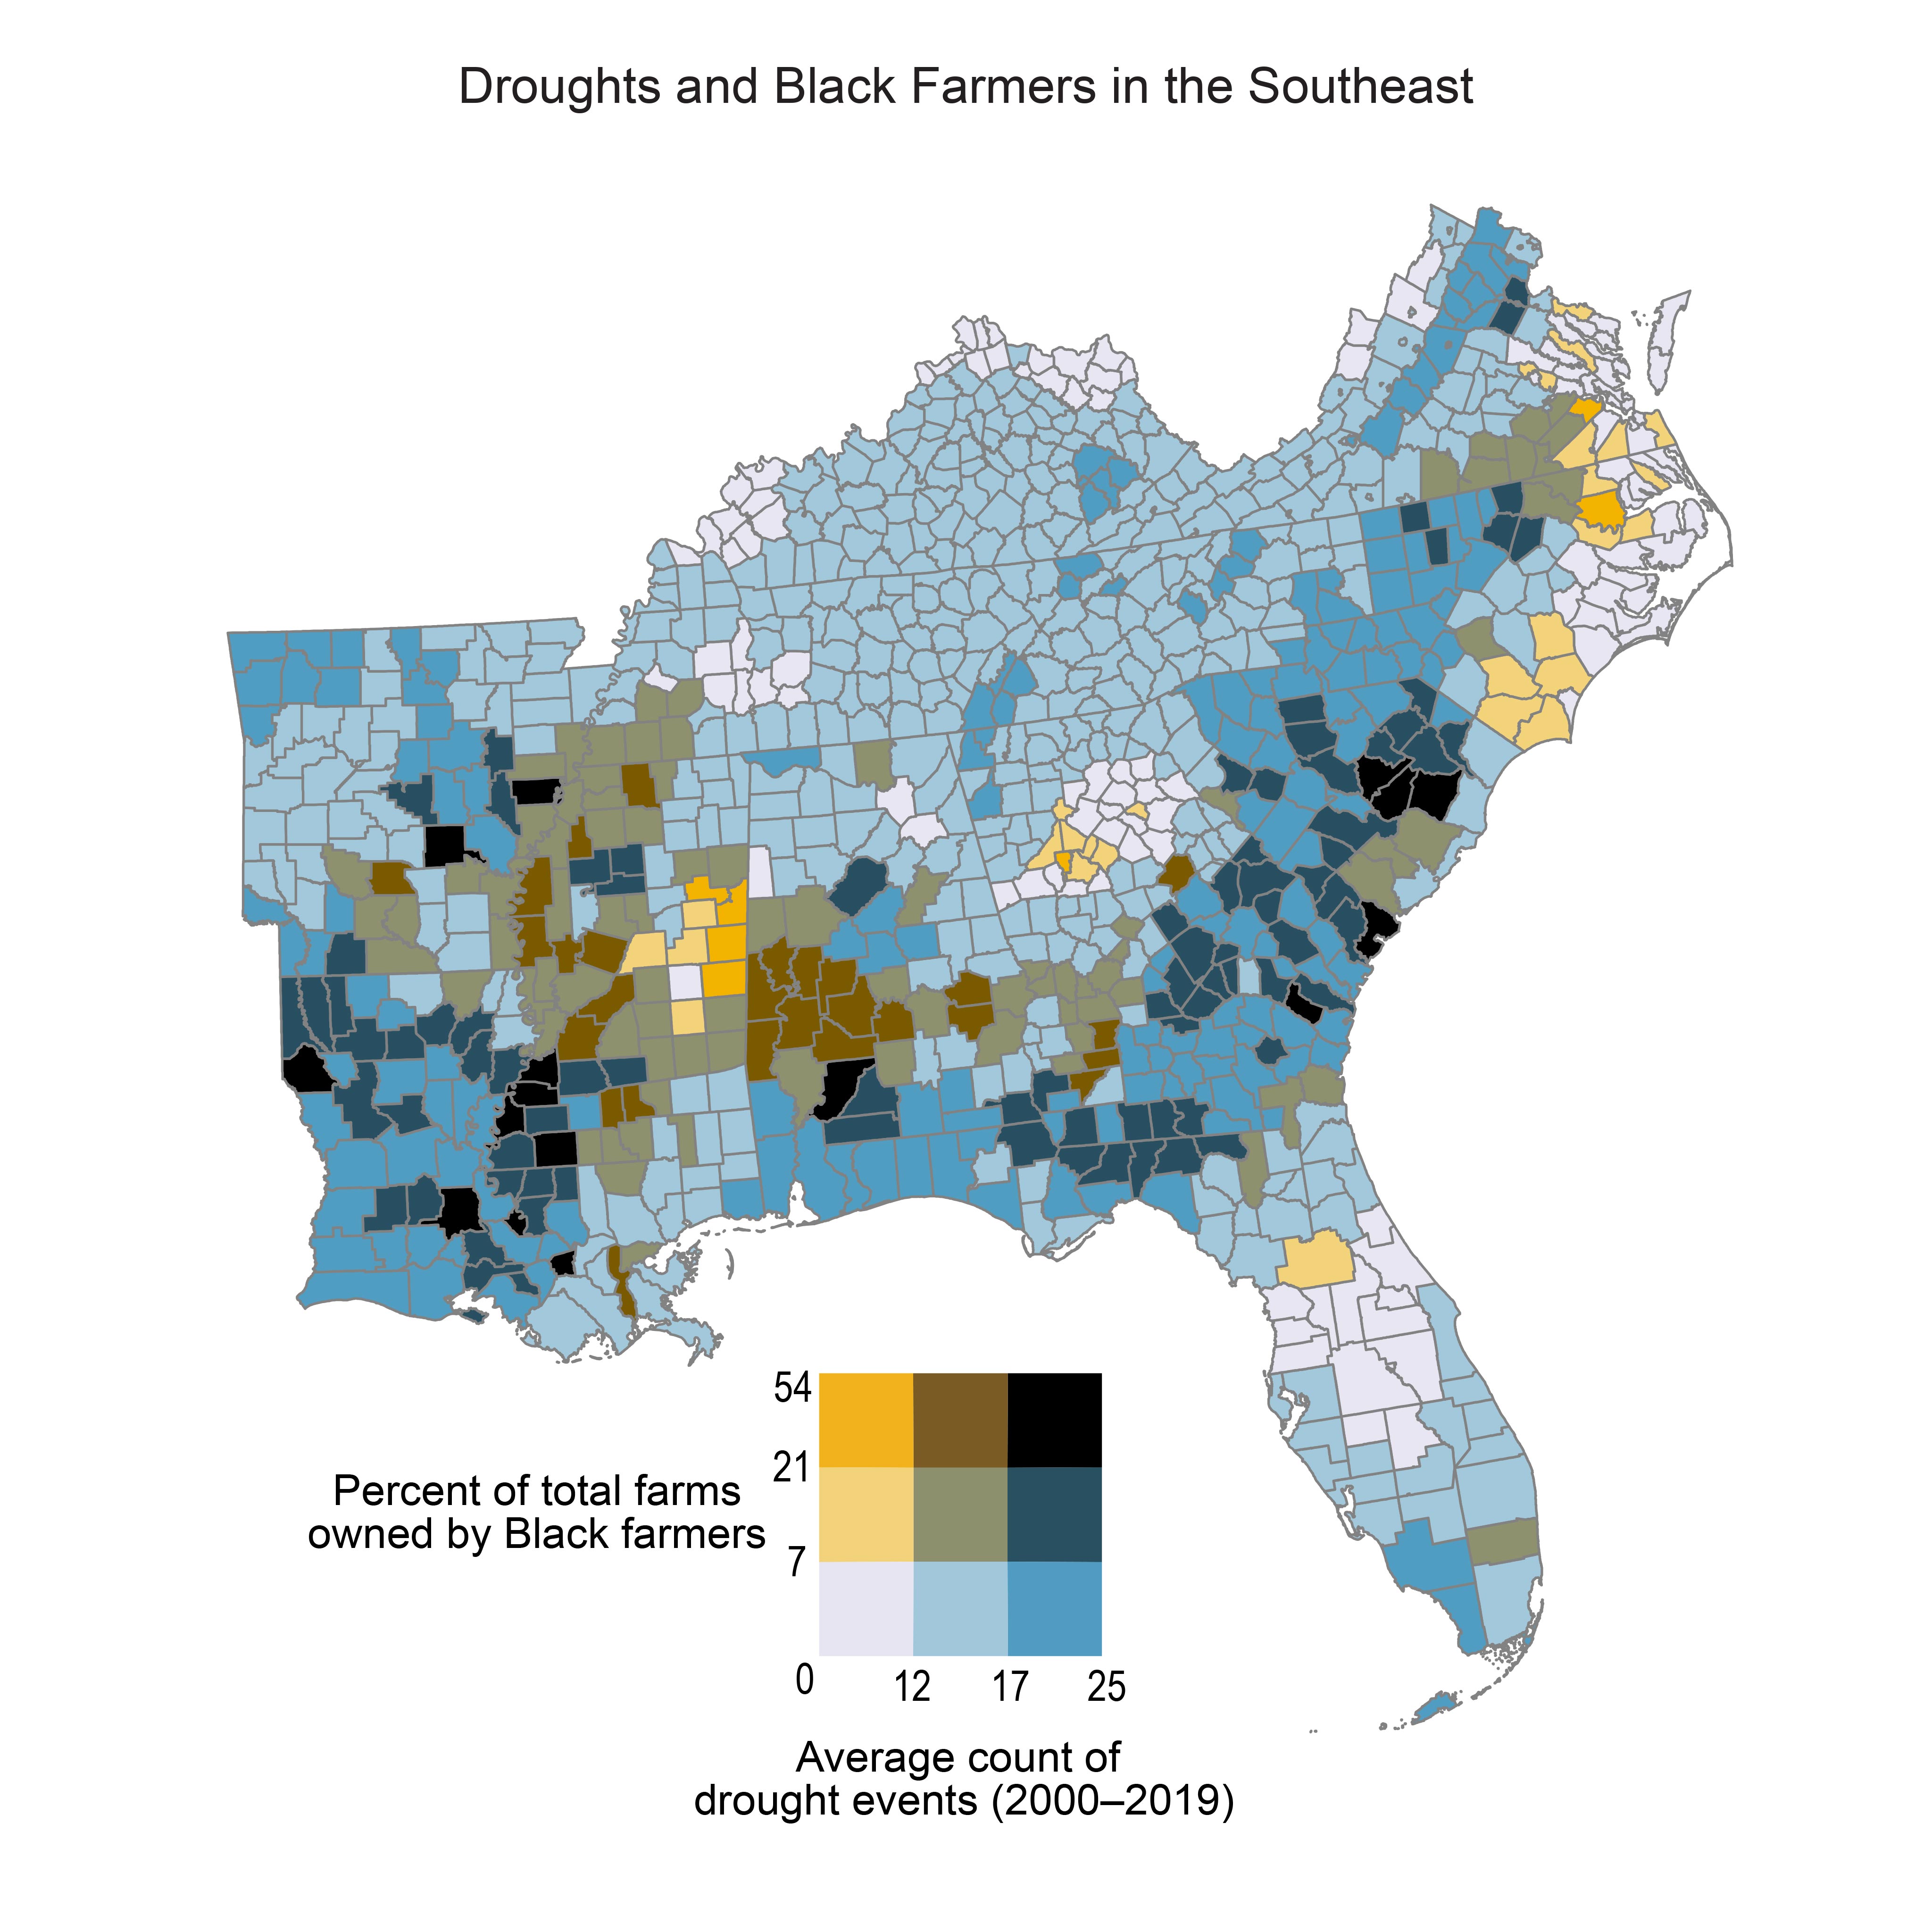 Droughts and Black Farmers in the Southeast
54
21
Percent of total farms
owned by Black farmers
7
0
12
17
25
Average count of
drought events (2000–2019)